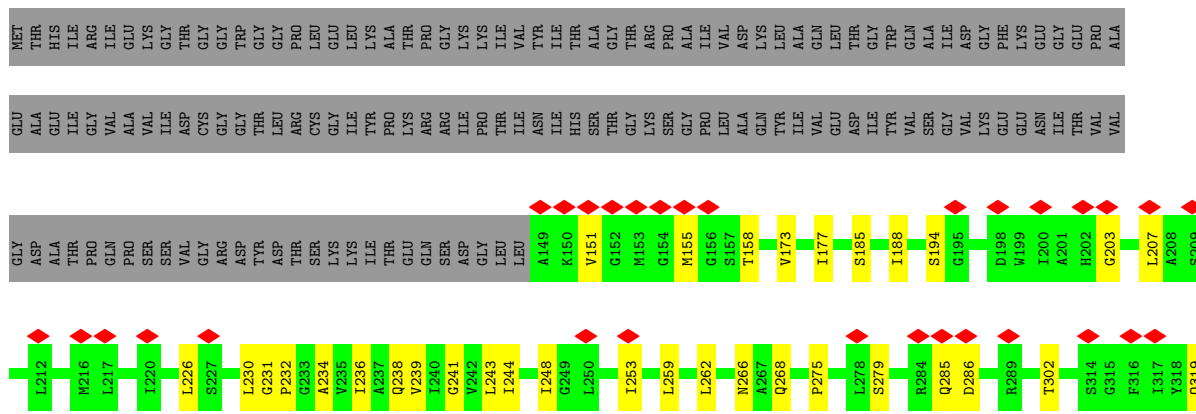 MET THR HIS ILE ARG ILE GLU LYS GLY THR GLY GLY TRP GLY GLY PRO LEU GLU LEU LYS ALA THR PRO GLY LYS LYS ILE VAL TYR ILE THR ALA GLY THR ARG PRO ALA ILE VAL ASP LYS LEU ALA GLN LEU THR GLY TRP GLN ALA ILE ASP GLY PHE LYS GLU GLY GLU PRO ALA
GLU ALA GLU ILE GLY VAL ALA VAL ILE ASP CYS GLY GLY THR LEU ARG CYS GLY ILE TYR PRO LYS ARG ARG ILE PRO THR ILE ASN ILE HIS SER THR GLY LYS SER GLY PRO LEU ALA GLN TYR ILE VAL GLU ASP ILE TYR VAL SER GLY VAL LYS GLU GLU ASN ILE THR VAL VAL
GLY ASP ALA THR PRO GLN PRO SER SER VAL GLY ARG ASP TYR ASP THR SER LYS LYS ILE THR GLU GLN SER ASP GLY LEU LEU A149 K150 V151 G152 M153 G154 M155 G156 S157 T158 V173 I177 S185 I188 S194 G195 D198 W199 I200 A201 H202 G203 L207 A208 S209
L212 M216 L217 I220 L226 S227 L230 G231 P232 G233 A234 V235 I236 A237 Q238 V239 I240 G241 V242 L243 I244 I248 G249 L250 I253 L259 L262 N266 A267 Q268 P275 L278 S279 R284 Q285 D286 R289 T302 S314 G315 F316 I317 Y318 Q319